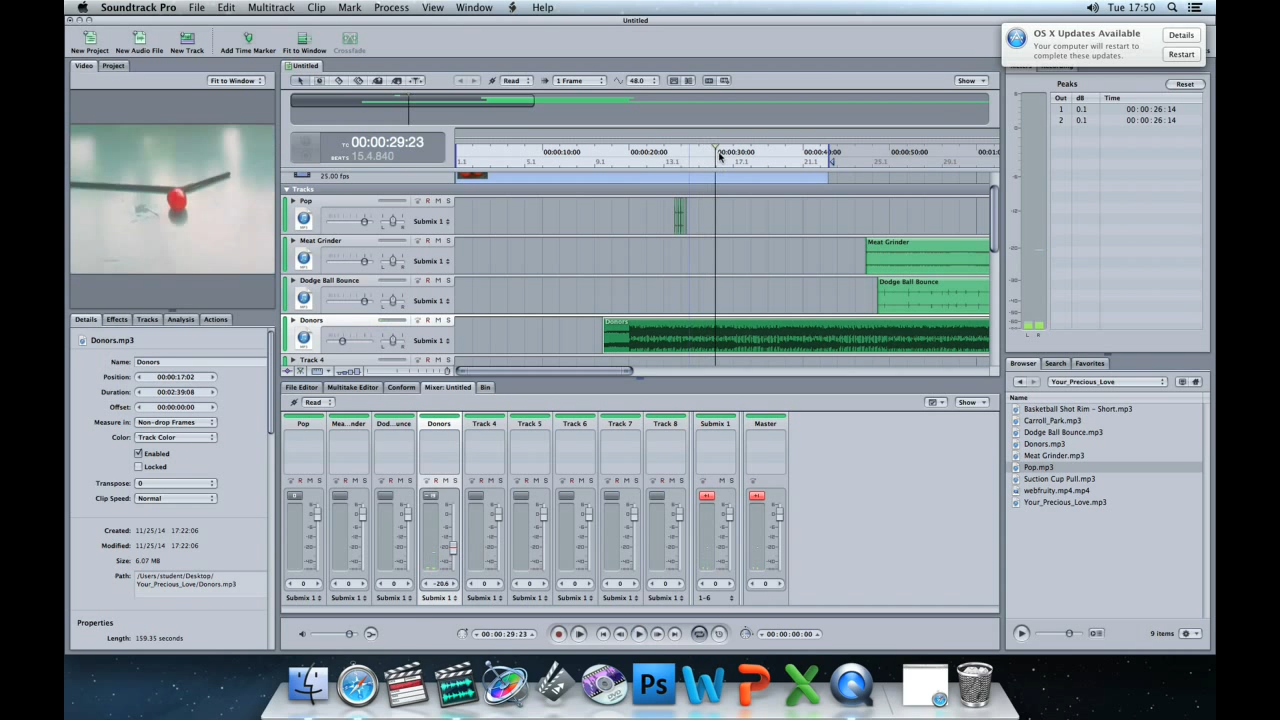 Soundtrack Pro File Edit Multitrack Clip Mark Process View Window Help Tue 17:50
Untitled
New Project New Audio File New Track Add Time Marker Fit to Window Crossfade
OS X Updates Available
Your computer will restart to
complete these updates.
Details
Restart
Video Project
Fit to Window
Untitled
Read 1 Frame 48.0 Show
TC 00:00:29:23
BEATS 15.4.840
00:00:10:00 00:00:20:00 00:00:30:00 00:00:50:00
1.1 5.1 9.1 13.1 17.1 21.1 25.1 29.1
25.00 fps
Tracks
Pop R M S
L R Submix 1
Meat Grinder R M S
L R Submix 1
Meat Grinder
Dodge Ball Bounce R M S
L R Submix 1
Dodge Ball Bounce
Donors R M S
L R Submix 1
Donors
Track 4 R M S
Peaks Reset
Out dB Time
1 0.1 00:00:26:14
2 0.1 00:00:26:14
L R
Details Effects Tracks Analysis Actions
Donors.mp3
Name: Donors
Position: 00:00:17:02
Duration: 00:02:39:08
Offset: 00:00:00:00
Measure in: Non-drop Frames
Color: Track Color
Enabled
Locked
Transpose: 0
Clip Speed: Normal
Created: 11/25/14 17:22:06
Modified: 11/25/14 17:22:06
Size: 6.07 MB
Path: /Users/student/Desktop/
Your_Precious_Love/Donors.mp3
Properties
Length: 159.35 seconds
File Editor Multitake Editor Conform Mixer: Untitled Bin
Read Show
Pop Mea...nder Dod...unce Donors Track 4 Track 5 Track 6 Track 7 Track 8 Submix 1 Master
0 0 0 -20.6 0 0 0 0 0 0 0
Submix 1 Submix 1 Submix 1 Submix 1 Submix 1 Submix 1 Submix 1 Submix 1 Submix 1 1-6
00:00:29:23 00:00:00:00
Browser Search Favorites
Your_Precious_Love
Name
Basketball Shot Rim - Short.mp3
Carroll_Park.mp3
Dodge Ball Bounce.mp3
Donors.mp3
Meat Grinder.mp3
Pop.mp3
Suction Cup Pull.mp3
webfruity.mp4.mp4
Your_Precious_Love.mp3
9 items
Ps W P X